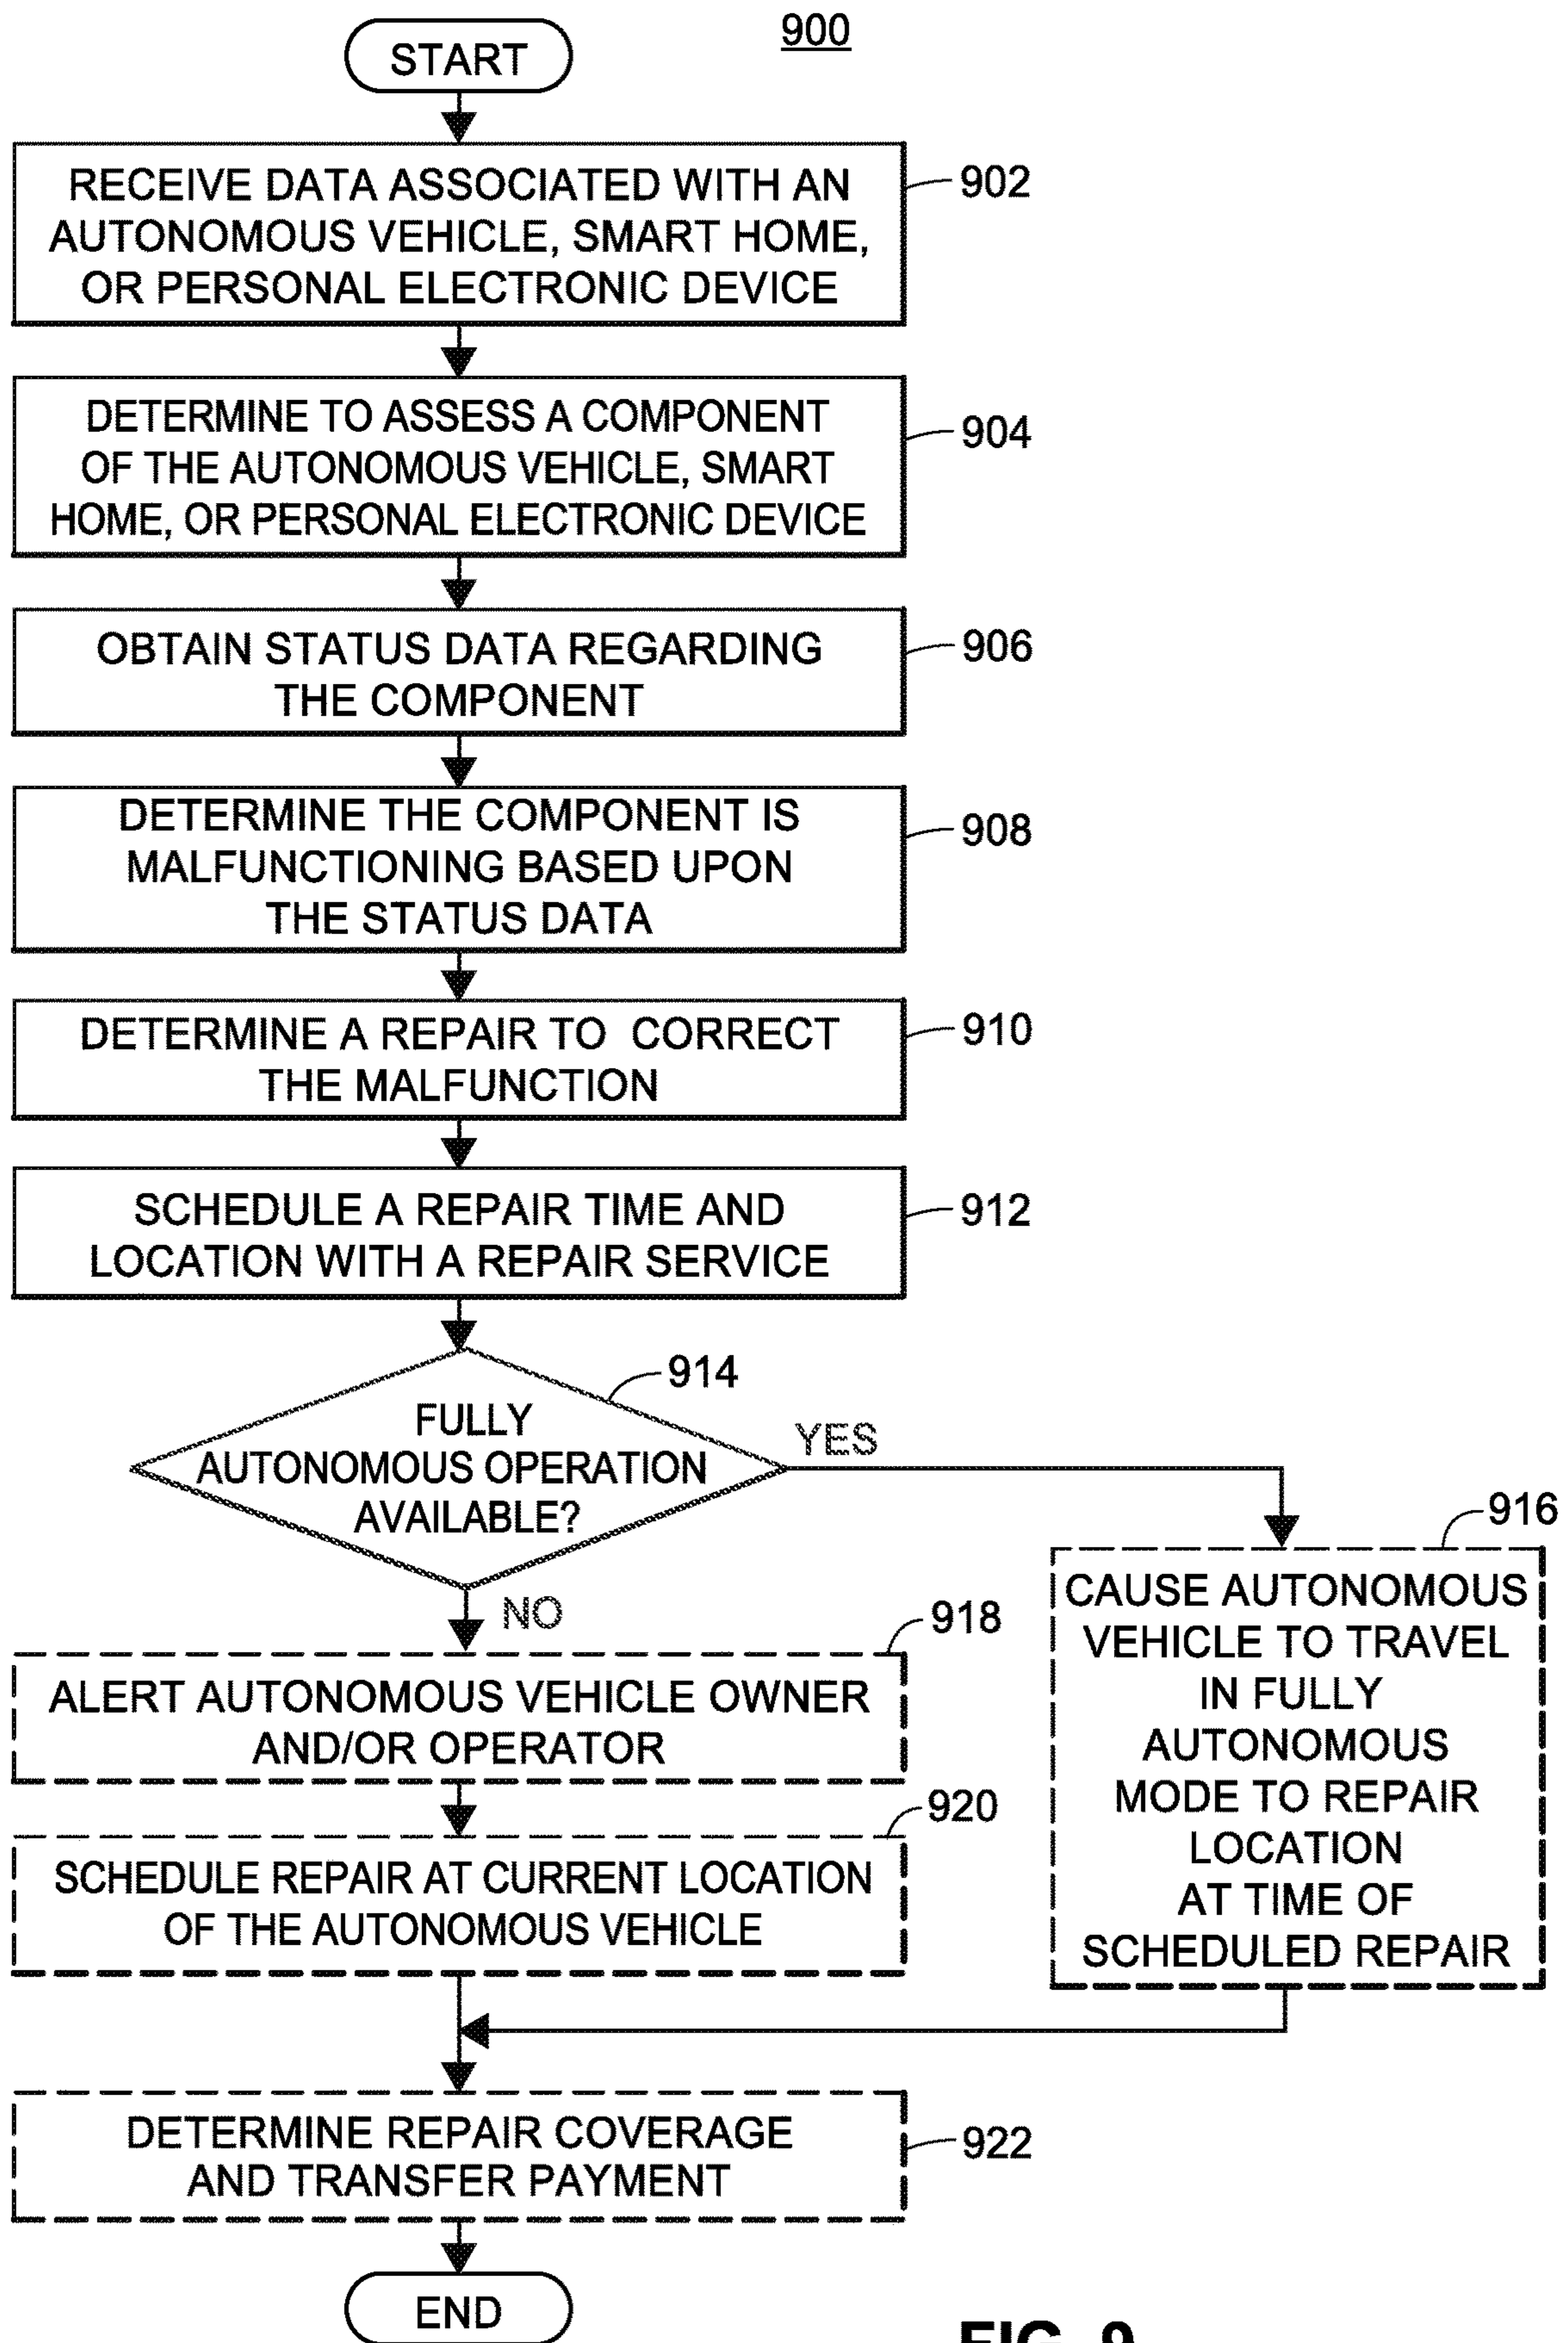 900
START
RECEIVE DATA ASSOCIATED WITH AN
AUTONOMOUS VEHICLE, SMART HOME,
OR PERSONAL ELECTRONIC DEVICE
902
DETERMINE TO ASSESS A COMPONENT
OF THE AUTONOMOUS VEHICLE, SMART
HOME, OR PERSONAL ELECTRONIC DEVICE
904
OBTAIN STATUS DATA REGARDING
THE COMPONENT
906
DETERMINE THE COMPONENT IS
MALFUNCTIONING BASED UPON
THE STATUS DATA
908
DETERMINE A REPAIR TO CORRECT
THE MALFUNCTION
910
SCHEDULE A REPAIR TIME AND
LOCATION WITH A REPAIR SERVICE
912
914
FULLY
AUTONOMOUS OPERATION
AVAILABLE?
YES
NO
916
CAUSE AUTONOMOUS
VEHICLE TO TRAVEL
IN FULLY
AUTONOMOUS
MODE TO REPAIR
LOCATION
AT TIME OF
SCHEDULED REPAIR
918
ALERT AUTONOMOUS VEHICLE OWNER
AND/OR OPERATOR
920
SCHEDULE REPAIR AT CURRENT LOCATION
OF THE AUTONOMOUS VEHICLE
DETERMINE REPAIR COVERAGE
AND TRANSFER PAYMENT
922
END
FIG. 9